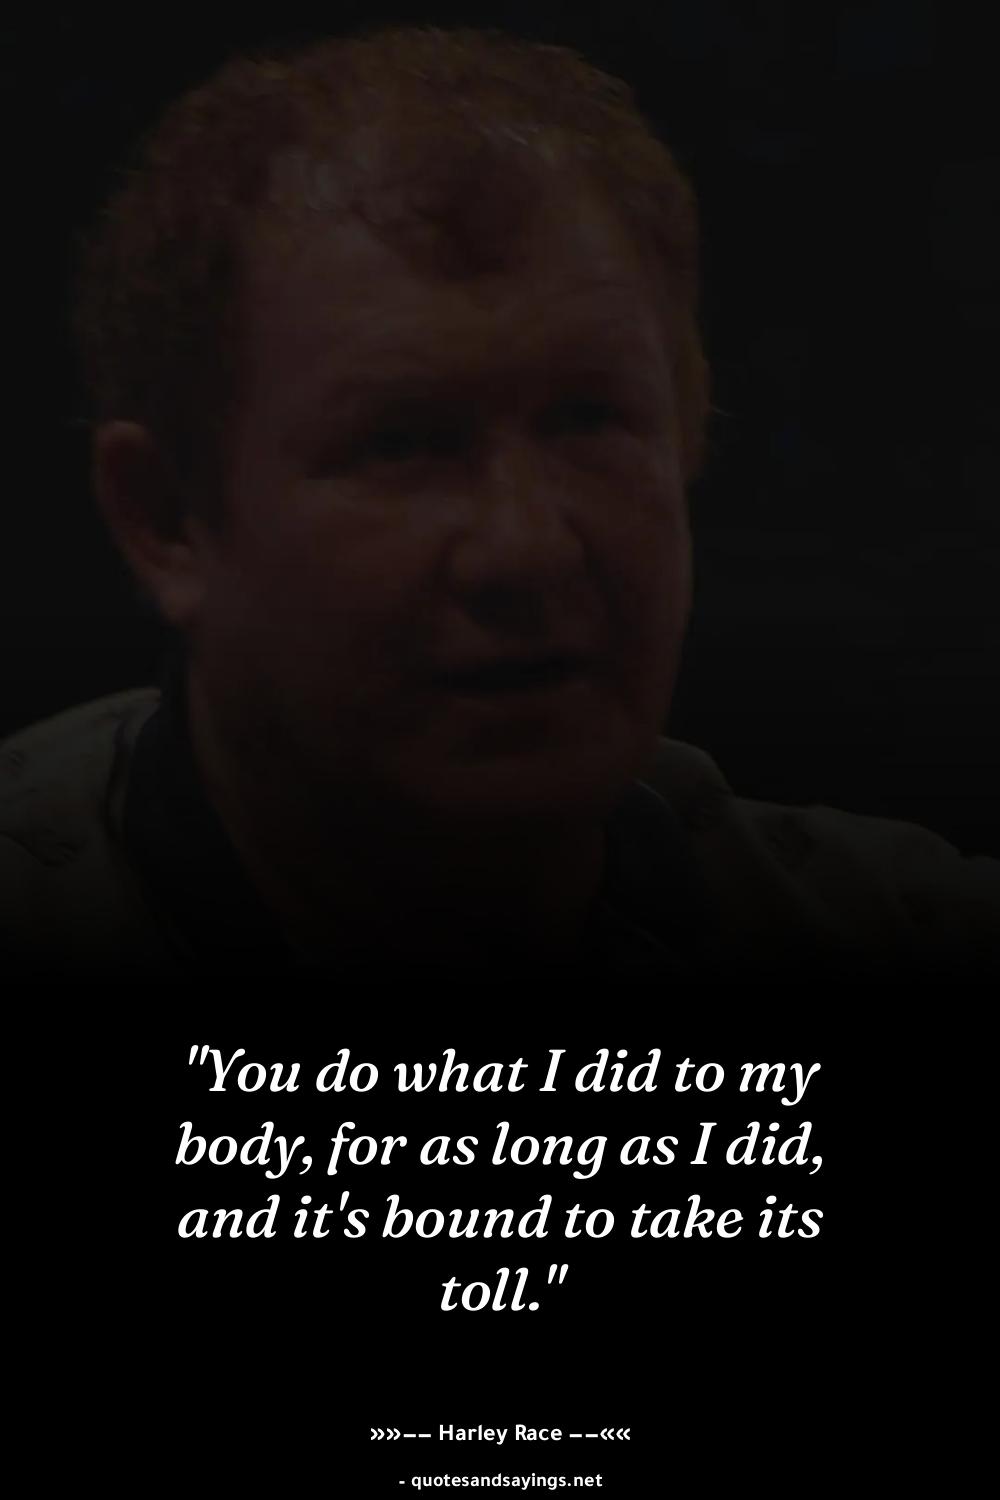 "You do what I did to my
body, for as long as I did,
and it's bound to take its
toll."
»»−− Harley Race −−««
- quotesandsayings.net